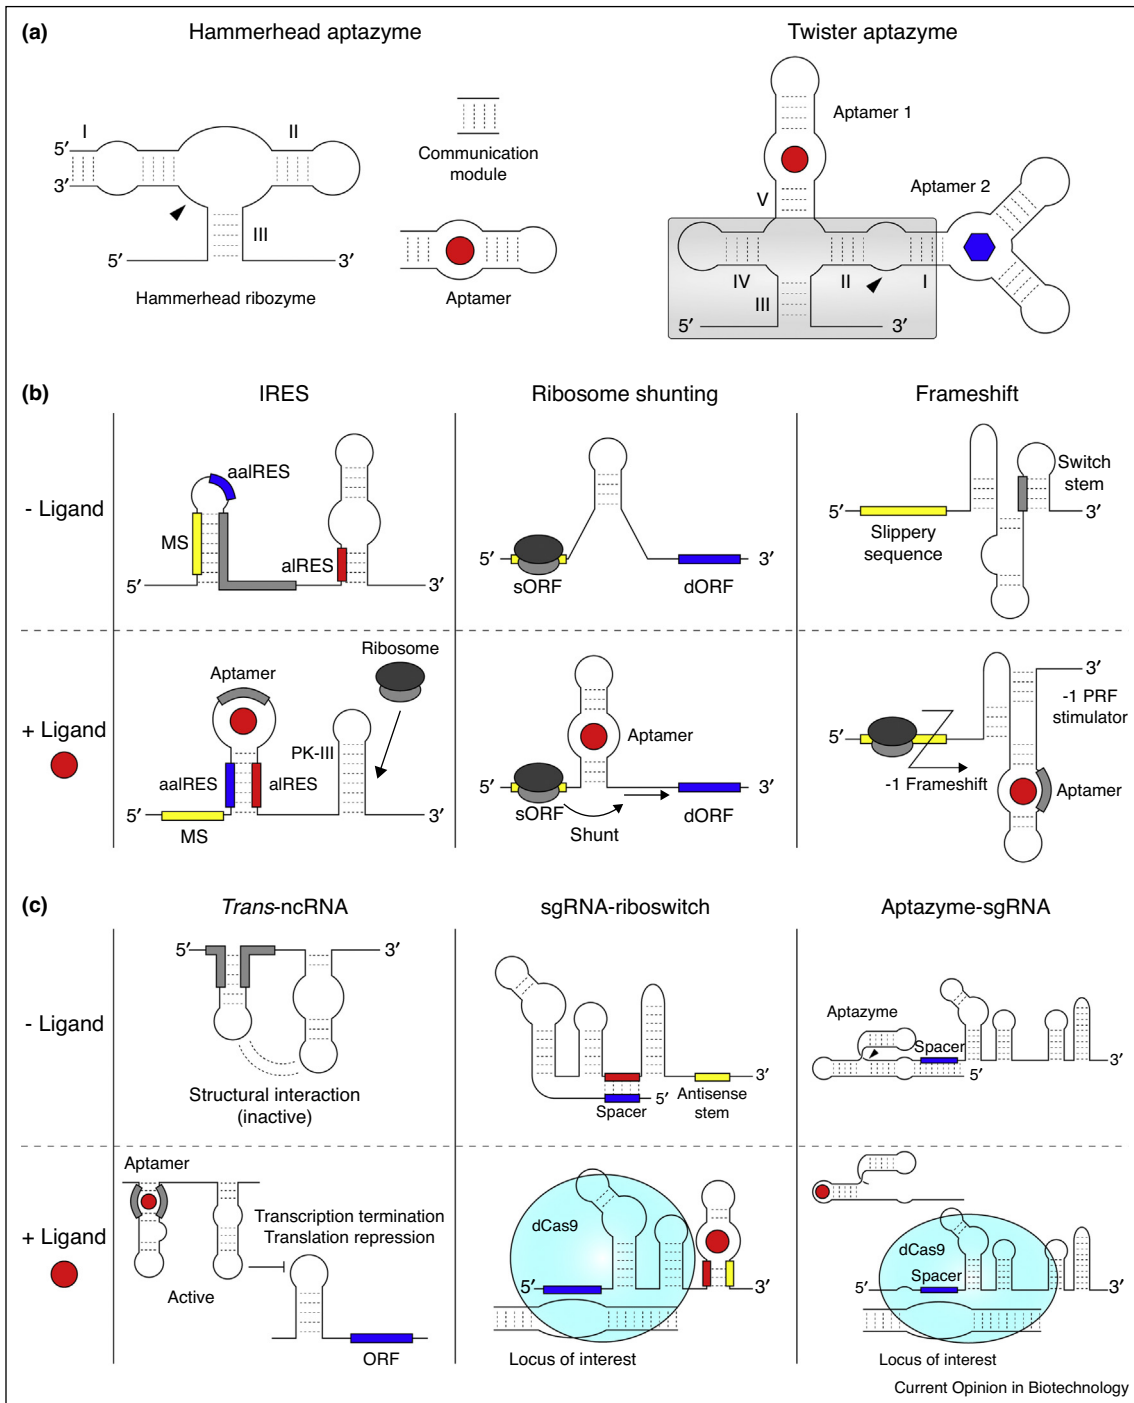 (a)
Hammerhead aptazyme
Twister aptazyme
I
II
5′
3′
III
5′
3′
Hammerhead ribozyme
Communication
module
Aptamer
Aptamer 1
Aptamer 2
V
IV
III
II
I
5′
3′
(b)
IRES
Ribosome shunting
Frameshift
- Ligand
aaIRES
MS
aIRES
5′
3′
5′
sORF
dORF
3′
5′
Slippery
sequence
Switch
stem
3′
+ Ligand
Aptamer
Ribosome
PK-III
aaIRES
aIRES
5′
MS
3′
Aptamer
5′
sORF
Shunt
dORF
3′
3′
-1 PRF
stimulator
5′
-1 Frameshift
Aptamer
(c)
Trans-ncRNA
sgRNA-riboswitch
Aptazyme-sgRNA
- Ligand
5′
3′
Structural interaction
(inactive)
3′
5′
Spacer
Antisense
stem
Aptazyme
Spacer
5′
3′
+ Ligand
Aptamer
Transcription termination
Translation repression
Active
ORF
dCas9
5′
3′
Locus of interest
dCas9
Spacer
5′
3′
Locus of interest
Current Opinion in Biotechnology